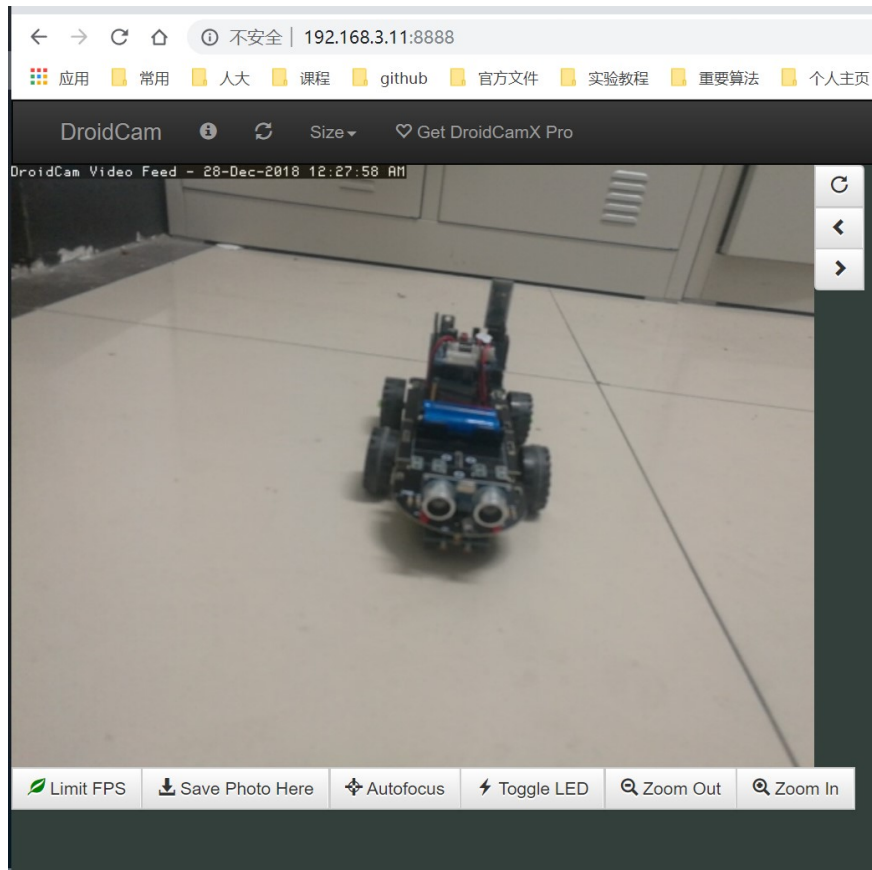 不安全 192.168.3.11:8888
应用 常用 人大 课程 github 官方文件 实验教程 重要算法 个人主页
DroidCam Size Get DroidCamX Pro
DroidCam Video Feed - 28-Dec-2018 12:27:58 AM
Limit FPS Save Photo Here Autofocus Toggle LED Zoom Out Zoom In